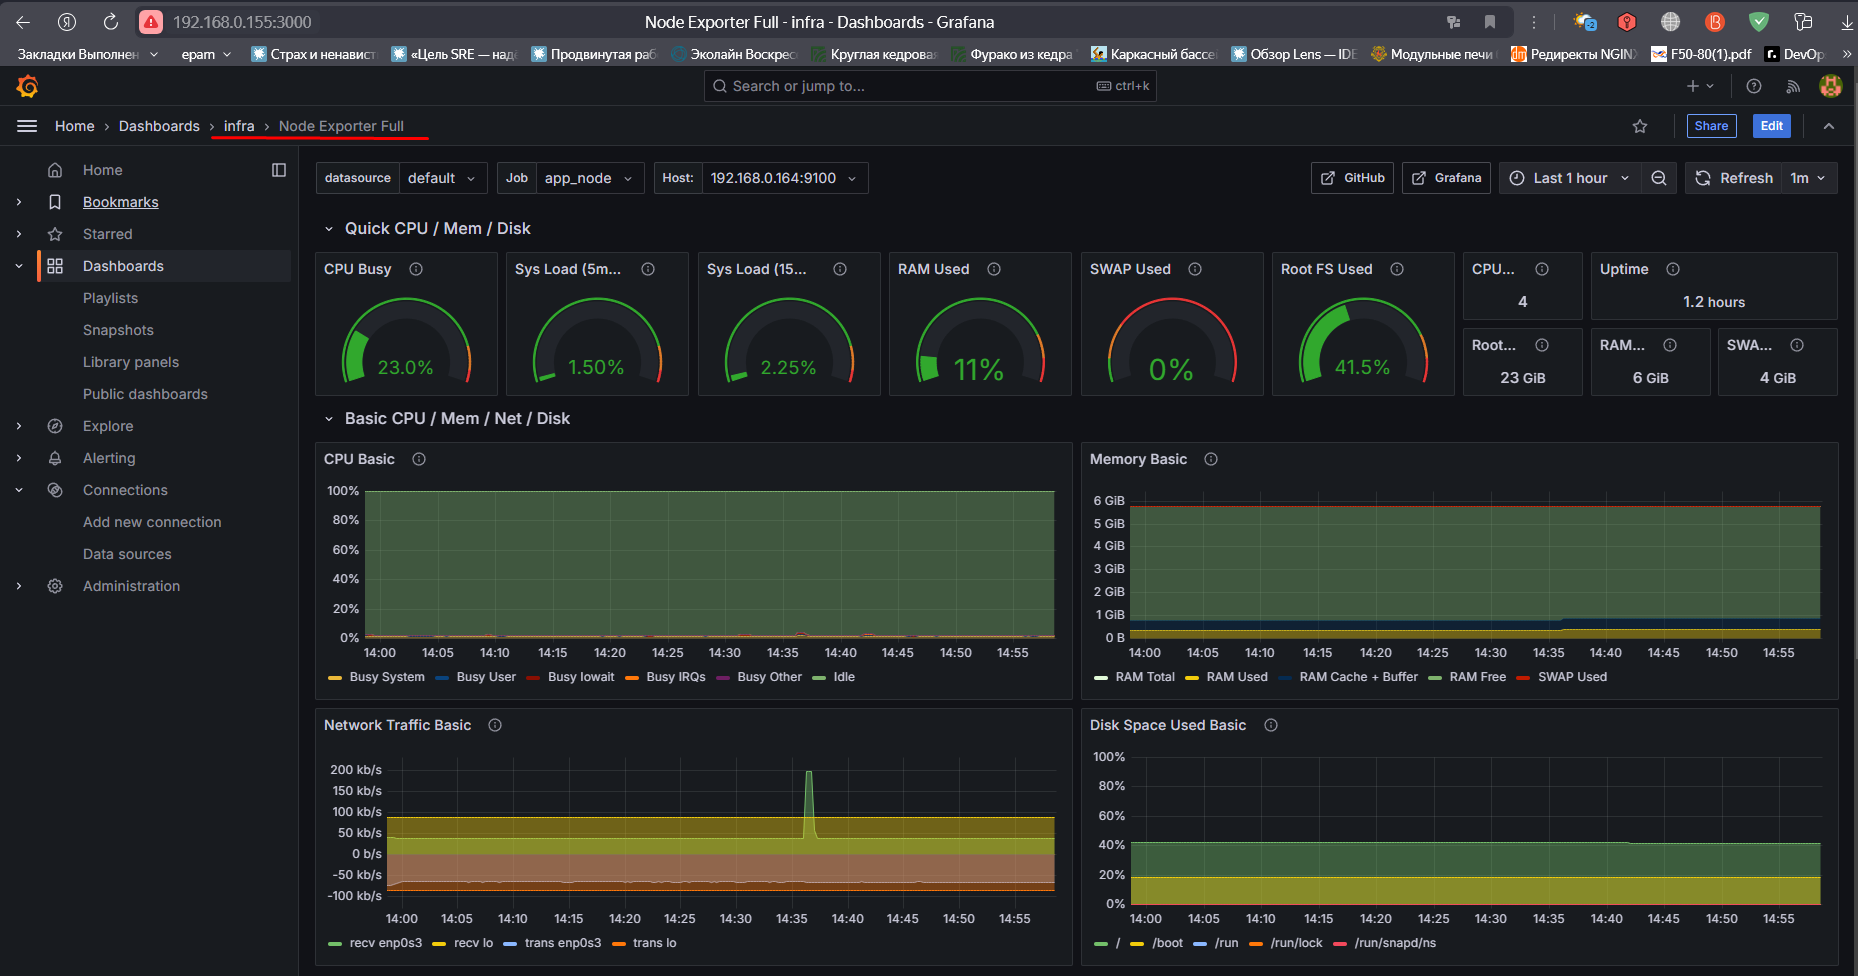 192.168.0.155:3000
Node Exporter Full - infra - Dashboards - Grafana
-2
Закладки Выполнен
epam
Страх и ненавист
«Цель SRE — над
Продвинутая раб
Эколайн Воскрес
Круглая кедрова
Фурако из кедра
Каркасный бассей
Обзор Lens — IDE
Модульные печи
Редиректы NGINX
F50-80(1).pdf
DevOp
»
Search or jump to...
ctrl+k
Home › Dashboards › infra › Node Exporter Full
Share
Edit
Home
Bookmarks
Starred
Dashboards
Playlists
Snapshots
Library panels
Public dashboards
Explore
Alerting
Connections
Add new connection
Data sources
Administration
datasource default
Job app_node
Host: 192.168.0.164:9100
GitHub
Grafana
Last 1 hour
Refresh 1m
Quick CPU / Mem / Disk
CPU Busy
23.0%
Sys Load (5m...
1.50%
Sys Load (15...
2.25%
RAM Used
11%
SWAP Used
0%
Root FS Used
41.5%
CPU...
4
Uptime
1.2 hours
Root...
23 GiB
RAM...
6 GiB
SWA...
4 GiB
Basic CPU / Mem / Net / Disk
CPU Basic
100%
80%
60%
40%
20%
0%
14:00 14:05 14:10 14:15 14:20 14:25 14:30 14:35 14:40 14:45 14:50 14:55
Busy System Busy User Busy Iowait Busy IRQs Busy Other Idle
Memory Basic
6 GiB
5 GiB
4 GiB
3 GiB
2 GiB
1 GiB
0 B
14:00 14:05 14:10 14:15 14:20 14:25 14:30 14:35 14:40 14:45 14:50 14:55
RAM Total RAM Used RAM Cache + Buffer RAM Free SWAP Used
Network Traffic Basic
200 kb/s
150 kb/s
100 kb/s
50 kb/s
0 b/s
-50 kb/s
-100 kb/s
14:00 14:05 14:10 14:15 14:20 14:25 14:30 14:35 14:40 14:45 14:50 14:55
recv enp0s3 recv lo trans enp0s3 trans lo
Disk Space Used Basic
100%
80%
60%
40%
20%
0%
14:00 14:05 14:10 14:15 14:20 14:25 14:30 14:35 14:40 14:45 14:50 14:55
/ /boot /run /run/lock /run/snapd/ns